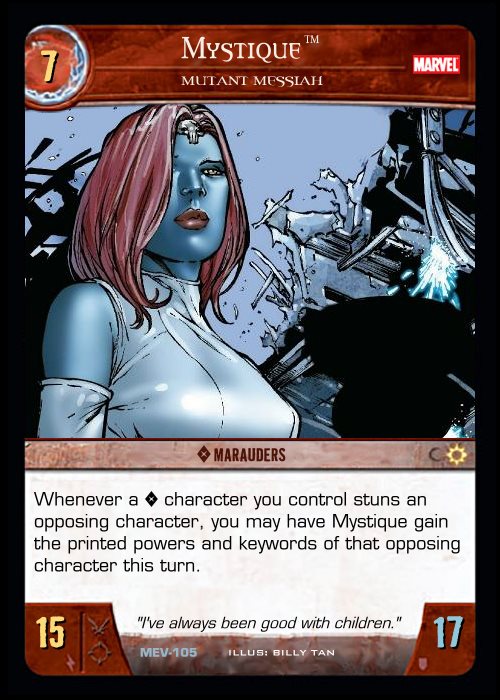 7
MYSTIQUE™
MARVEL
MUTANT MESSIAH
MARAUDERS
C
Whenever a character you control stuns an
opposing character, you may have Mystique gain
the printed powers and keywords of that opposing
character this turn.
15
"I've always been good with children."
17
MEV-105 ILLUS: BILLY TAN